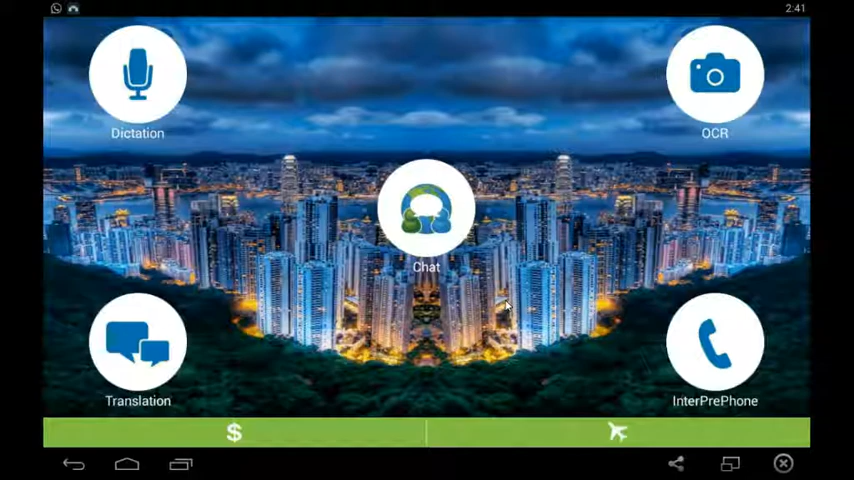 2:41
Dictation
OCR
Chat
Translation
InterPrePhone
$